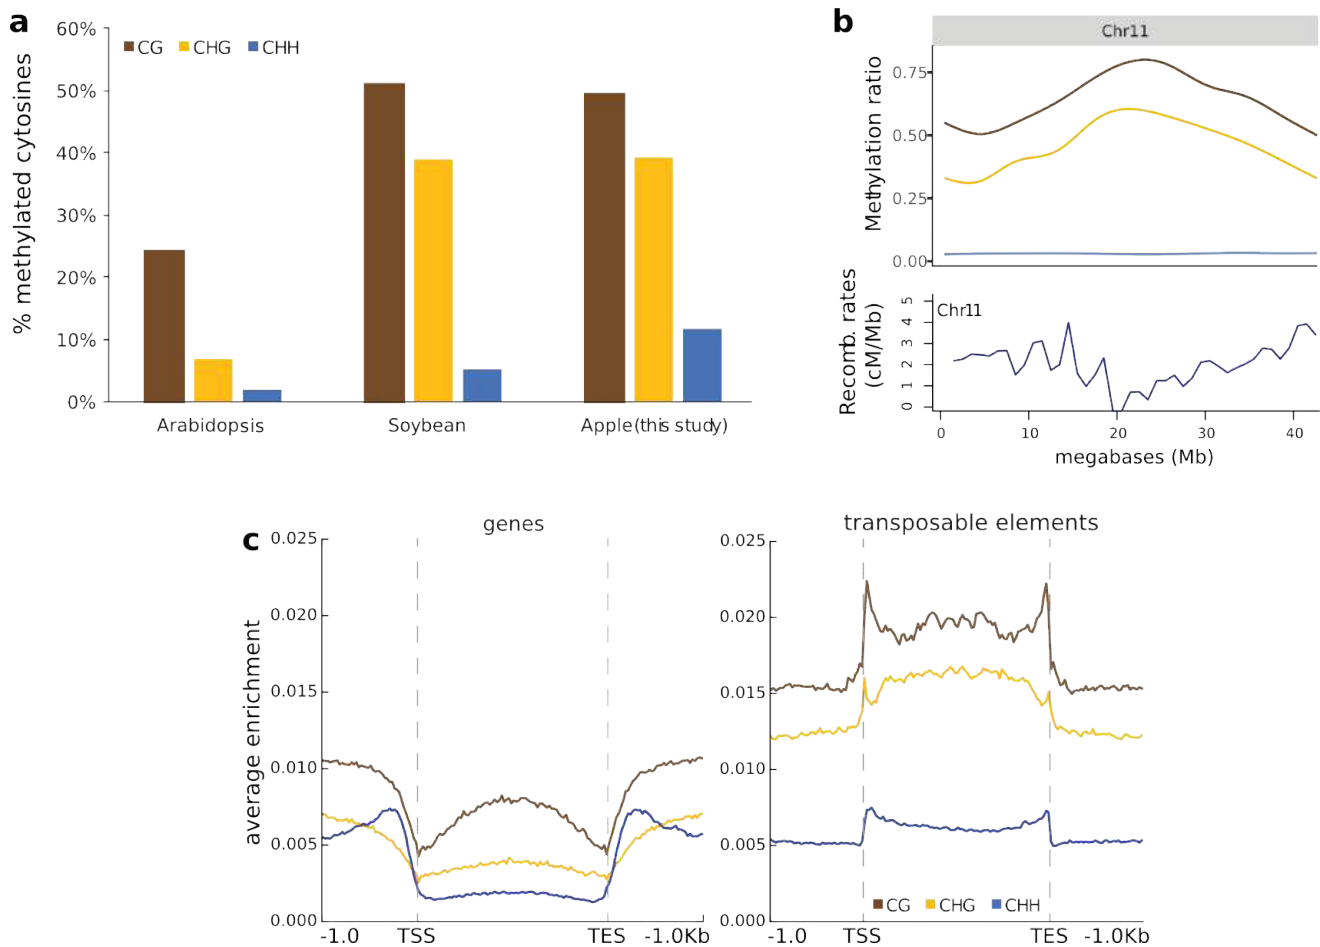 a
60%
50%
40%
30%
20%
10%
0%
% methylated cytosines
CG CHG CHH
Arabidopsis Soybean Apple(this study)
b
Chr11
0.75
0.50
0.25
0.00
Methylation ratio
Chr11
5
4
3
2
1
0
Recomb. rates
(cM/Mb)
0 10 20 30 40
megabases (Mb)
c
genes
0.025
0.020
0.015
0.010
0.005
0.000
average enrichment
-1.0 TSS TES -1.0Kb
transposable elements
0.025
0.020
0.015
0.010
0.005
0.000
CG CHG CHH
-1.0 TSS TES -1.0Kb